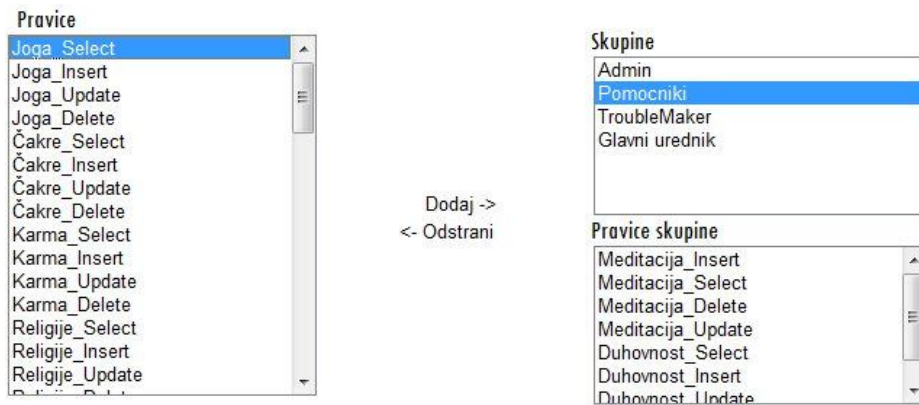 Pravice
Joga_Select
Joga_Insert
Joga_Update
Joga_Delete
Čakre_Select
Čakre_Insert
Čakre_Update
Čakre_Delete
Karma_Select
Karma_Insert
Karma_Update
Karma_Delete
Religije_Select
Religije_Insert
Religije_Update
Dodaj ->
<- Odstrani
Skupine
Admin
Pomocniki
TroubleMaker
Glavni urednik
Pravice skupine
Meditacija_Insert
Meditacija_Select
Meditacija_Delete
Meditacija_Update
Duhovnost_Select
Duhovnost_Insert
Duhovnost_Update